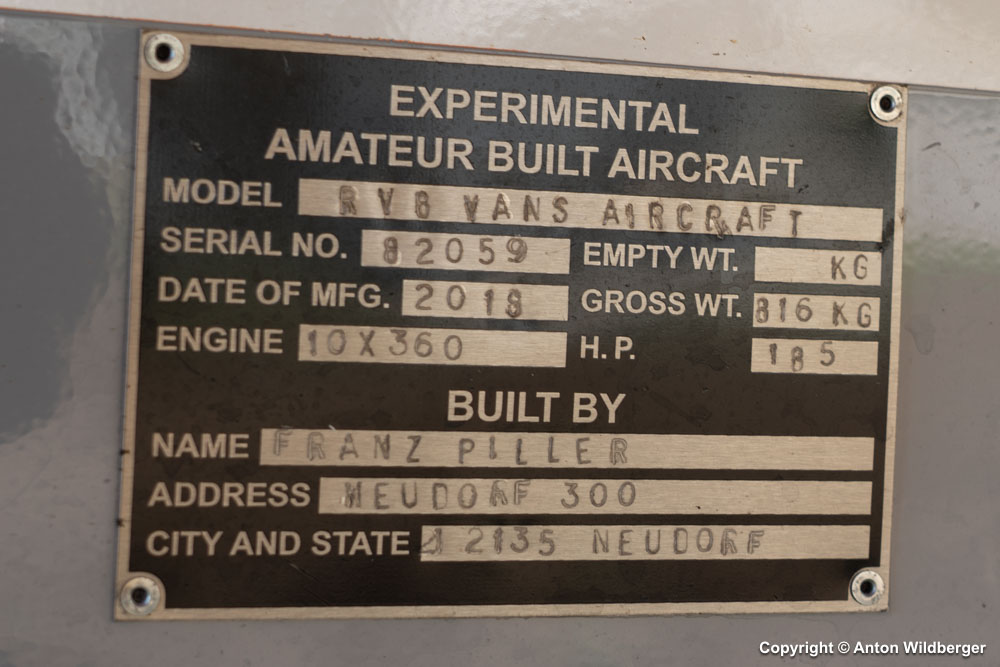 EXPERIMENTAL
AMATEUR BUILT AIRCRAFT
MODEL RV8 VANS AIRCRAFT
SERIAL NO. 82059 EMPTY WT. KG
DATE OF MFG. 2018 GROSS WT. 816 KG
ENGINE IOX360 H.P. 185
BUILT BY
NAME FRANZ PILLER
ADDRESS NEUDORF 300
CITY AND STATE A 2135 NEUDORF
Copyright © Anton Wildberger